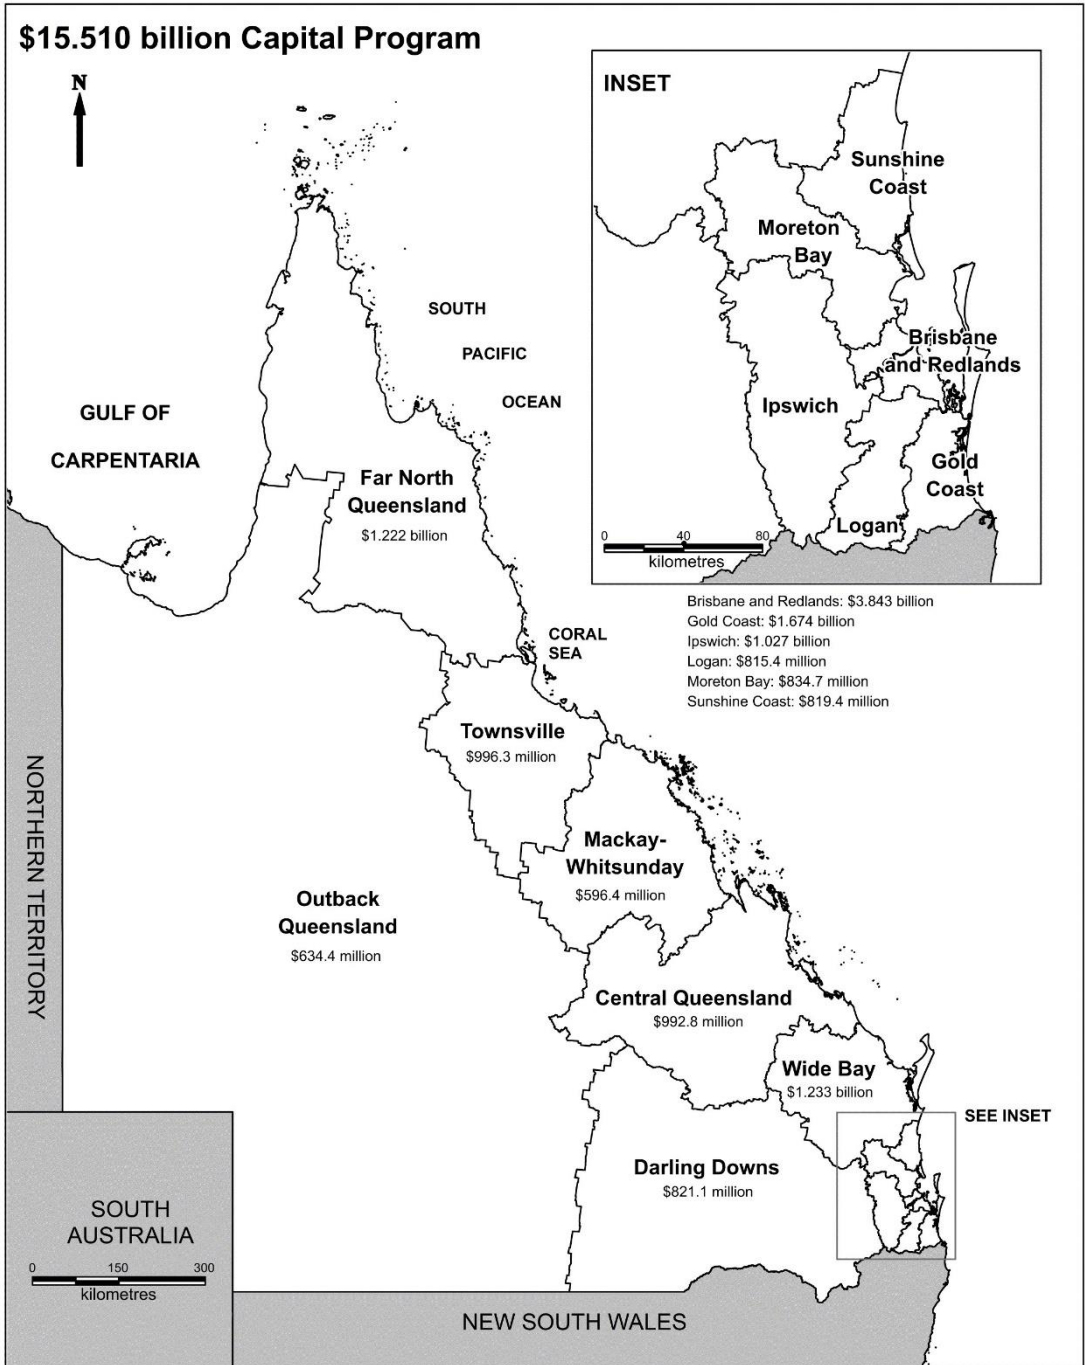 $15.510 billion Capital Program
N
INSET
Sunshine
Coast
Moreton
Bay
Brisbane
and Redlands
Ipswich
Gold
Coast
Logan
0 40 80
kilometres
SOUTH
PACIFIC
OCEAN
GULF OF
CARPENTARIA
Far North
Queensland
$1.222 billion
Brisbane and Redlands: $3.843 billion
Gold Coast: $1.674 billion
Ipswich: $1.027 billion
Logan: $815.4 million
Moreton Bay: $834.7 million
Sunshine Coast: $819.4 million
CORAL
SEA
Townsville
$996.3 million
NORTHERN TERRITORY
Mackay-
Whitsunday
$596.4 million
Outback
Queensland
$634.4 million
Central Queensland
$992.8 million
Wide Bay
$1.233 billion
SEE INSET
Darling Downs
$821.1 million
SOUTH
AUSTRALIA
0 150 300
kilometres
NEW SOUTH WALES